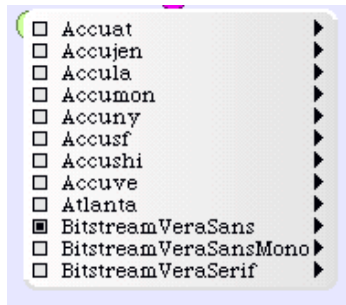 Accuat
Accujen
Accula
Accumon
Accuny
Accusf
Accushi
Accuve
Atlanta
BitstreamVeraSans
BitstreamVeraSansMono
BitstreamVeraSerif